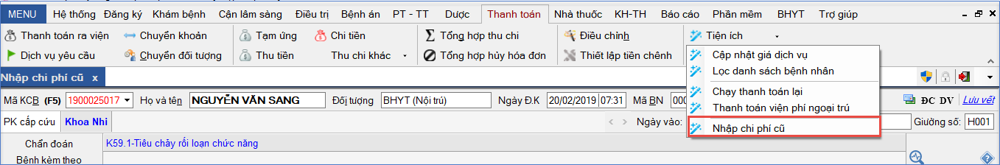 MENU Hệ thống Đăng ký Khám bệnh Cận lâm sàng Điều trị Bệnh án PT - TT Dược Thanh toán Nhà thuốc KH-TH Báo cáo Phần mềm BHYT Trợ giúp
Thanh toán ra viện Chuyển khoản Tạm ứng Chi tiền Tổng hợp thu chi Điều chỉnh Tiện ích
Dịch vụ yêu cầu Chuyển đối tượng Thu tiền Thu chi khác Tổng hợp hủy hóa đơn Thiết lập tiền chênh
Cập nhật giá dịch vụ
Lọc danh sách bệnh nhân
Chạy thanh toán lại
Thanh toán viện phí ngoại trú
Nhập chi phí cũ
Nhập chi phí cũ x
Mã KCB (F5) 1900025017 Họ và tên NGUYỄN VĂN SANG Đối tượng BHYT (Nội trú) Ngày Đ.K 20/02/2019 07:31 Mã BN 000 ĐC DV Lưu vết
PK cấp cứu Khoa Nhi < > Ngày vào: Giường số: H001
Chẩn đoán K59.1-Tiêu chảy rối loạn chức năng
Bệnh kèm theo